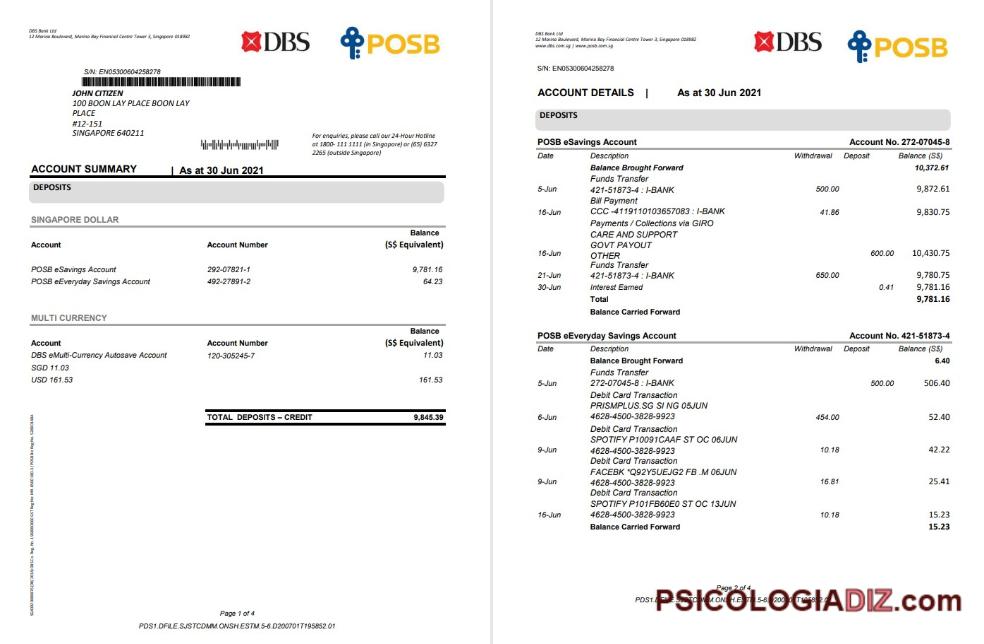 DBS Bank Ltd
12 Marina Boulevard, Marina Bay Financial Centre Tower 3, Singapore 018982
DBS
POSB
S/N: EN05300604258278
JOHN CITIZEN
100 BOON LAY PLACE BOON LAY
PLACE
#12-151
SINGAPORE 640211
For enquiries, please call our 24-Hour Hotline
at 1800- 111 1111 (in Singapore) or (65) 6327
2265 (outside Singapore)
ACCOUNT SUMMARY | As at 30 Jun 2021
DEPOSITS
SINGAPORE DOLLAR
Balance
Account Account Number (S$ Equivalent)
POSB eSavings Account 292-07821-1 9,781.16
POSB eEveryday Savings Account 492-27891-2 64.23
MULTI CURRENCY
Balance
Account Account Number (S$ Equivalent)
DBS eMulti-Currency Autosave Account 120-305245-7 11.03
SGD 11.03
USD 161.53 161.53
TOTAL DEPOSITS – CREDIT 9,845.39
Page 1 of 4
PDS1.DFILE.SJSTCDMM.ONSH.ESTM.5-6.D200701T195852.01
DBS Bank Ltd
12 Marina Boulevard, Marina Bay Financial Centre Tower 3, Singapore 018982
www.dbs.com.sg | www.posb.com.sg
DBS
POSB
S/N: EN05300604258278
ACCOUNT DETAILS | As at 30 Jun 2021
DEPOSITS
POSB eSavings Account Account No. 272-07045-8
Date Description Withdrawal Deposit Balance (S$)
Balance Brought Forward 10,372.61
Funds Transfer
5-Jun 421-51873-4 : I-BANK 500.00 9,872.61
Bill Payment
16-Jun CCC -4119110103657083 : I-BANK 41.86 9,830.75
Payments / Collections via GIRO
CARE AND SUPPORT
GOVT PAYOUT
16-Jun OTHER 600.00 10,430.75
Funds Transfer
21-Jun 421-51873-4 : I-BANK 650.00 9,780.75
30-Jun Interest Earned 0.41 9,781.16
Total 9,781.16
Balance Carried Forward
POSB eEveryday Savings Account Account No. 421-51873-4
Date Description Withdrawal Deposit Balance (S$)
Balance Brought Forward 6.40
Funds Transfer
5-Jun 272-07045-8 : I-BANK 500.00 506.40
Debit Card Transaction
PRISMPLUS.SG SI NG 05JUN
6-Jun 4628-4500-3828-9923 454.00 52.40
Debit Card Transaction
SPOTIFY P10091CAAF ST OC 06JUN
9-Jun 4628-4500-3828-9923 10.18 42.22
Debit Card Transaction
FACEBK *Q92Y5UEJG2 FB .M 06JUN
9-Jun 4628-4500-3828-9923 16.81 25.41
Debit Card Transaction
SPOTIFY P101FB60E0 ST OC 13JUN
16-Jun 4628-4500-3828-9923 10.18 15.23
Balance Carried Forward 15.23
Page 2 of 4
PSICOLOGIADIZ.com